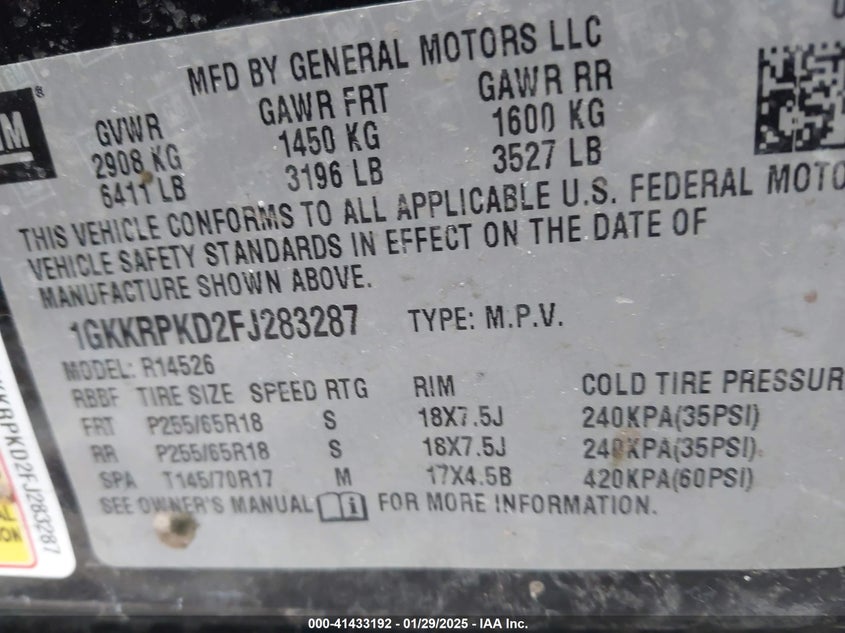 MFD BY GENERAL MOTORS LLC
GVWR GAWR FRT GAWR RR
2908 KG 1450 KG 1600 KG
6411 LB 3196 LB 3527 LB
THIS VEHICLE CONFORMS TO ALL APPLICABLE U.S. FEDERAL MOTO
VEHICLE SAFETY STANDARDS IN EFFECT ON THE DATE OF
MANUFACTURE SHOWN ABOVE.
1GKKRPKD2FJ283287 TYPE: M.P.V.
MODEL: R14526
RBBF TIRE SIZE SPEED RTG RIM COLD TIRE PRESSUR
FRT P255/65R18 S 18X7.5J 240KPA(35PSI)
RR P255/65R18 S 18X7.5J 240KPA(35PSI)
SPA T145/70R17 M 17X4.5B 420KPA(60PSI)
SEE OWNER'S MANUAL FOR MORE INFORMATION.
KKRPKD2FJ283287
000-41433192 - 01/29/2025 - IAA Inc.